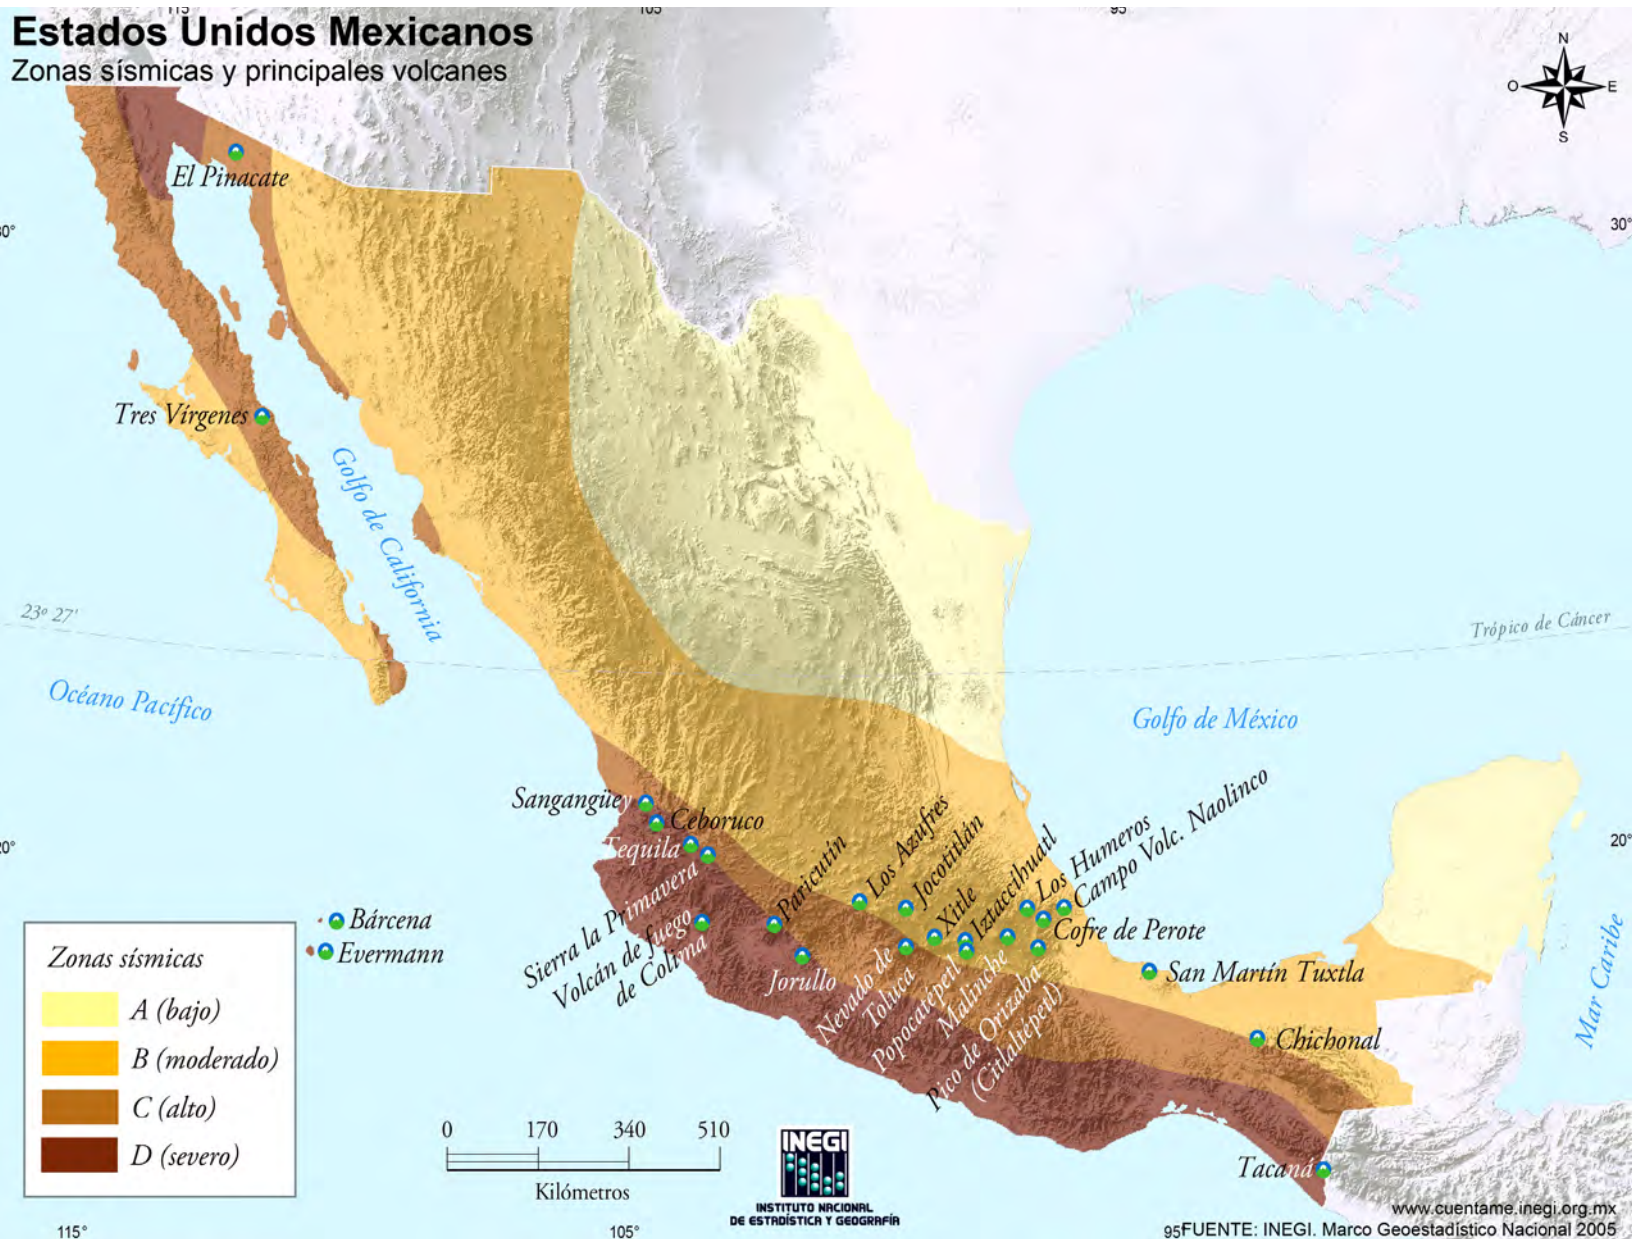 Estados Unidos Mexicanos
Zonas sísmicas y principales volcanes
115
105
95
N
O
E
S
El Pinacate
30°
30°
Tres Vírgenes
Golfo de California
23º 27'
Trópico de Cáncer
Océano Pacífico
Golfo de México
Sangangüey
Ceboruco
Tequila
Sierra la Primavera
Volcán de fuego
de Colima
Paricutín
Jorullo
Los Azufres
Jocotitlán
Xitle
Iztaccíhuatl
Los Humeros
Campo Volc. Naolinco
Cofre de Perote
Nevado de
Toluca
Popocatépetl
Malinche
Pico de Orizaba
(Citlaltépetl)
San Martín Tuxtla
Chichonal
Tacaná
20°
20°
Bárcena
Evermann
Mar Caribe
Zonas sísmicas
A (bajo)
B (moderado)
C (alto)
D (severo)
0 170 340 510
Kilómetros
INEGI
INSTITUTO NACIONAL
DE ESTADÍSTICA Y GEOGRAFÍA
www.cuentame.inegi.org.mx
115°
105°
95
FUENTE: INEGI. Marco Geoestadístico Nacional 2005